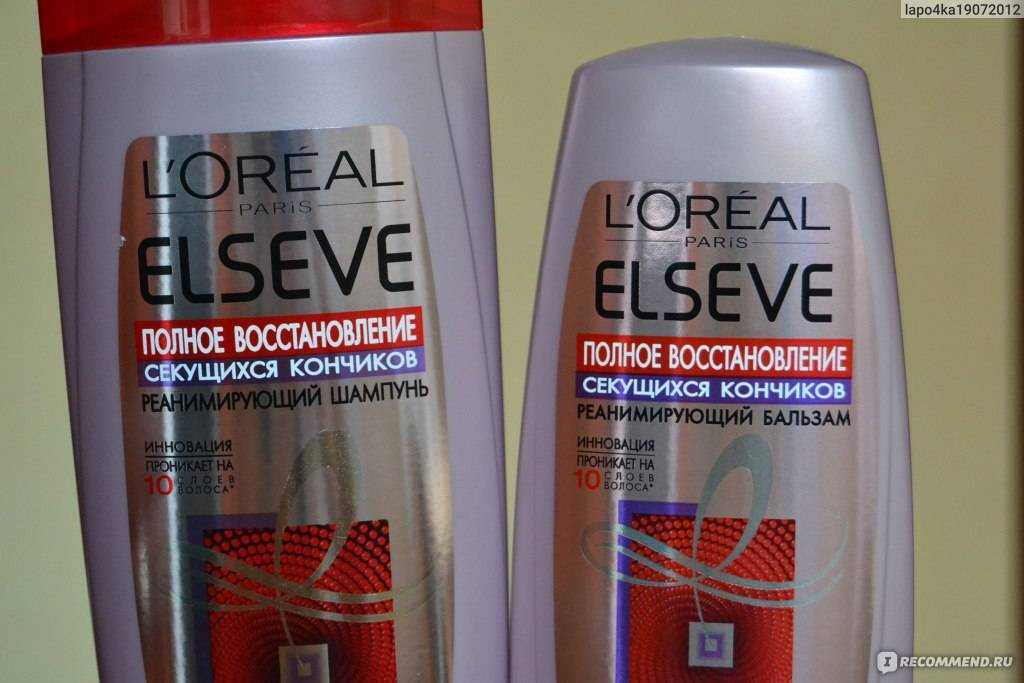 lapo4ka19072012
L'ORÉAL
PARIS
ELSEVE
ПОЛНОЕ ВОССТАНОВЛЕНИЕ
СЕКУЩИХСЯ КОНЧИКОВ
РЕАНИМИРУЮЩИЙ ШАМПУНЬ
ИННОВАЦИЯ
ПРОНИКАЕТ НА
10 СЛОЕВ
ВОЛОСА*
L'ORÉAL
PARIS
ELSEVE
ПОЛНОЕ ВОССТАНОВЛЕНИЕ
СЕКУЩИХСЯ КОНЧИКОВ
РЕАНИМИРУЮЩИЙ БАЛЬЗАМ
ИННОВАЦИЯ
ПРОНИКАЕТ НА
10 СЛОЕВ
ВОЛОСА*
I RECOMMEND.RU